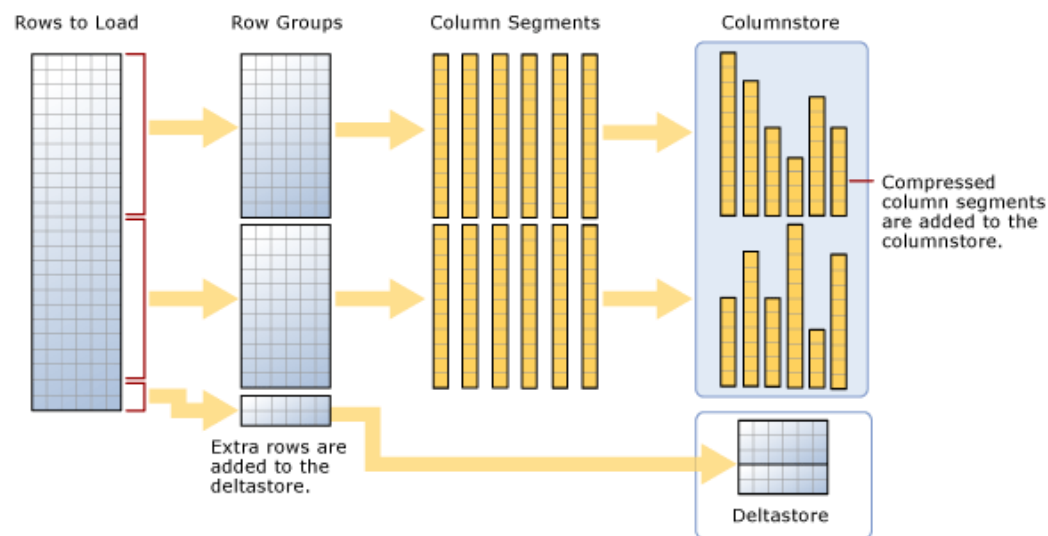 Rows to Load
Row Groups
Column Segments
Columnstore
Compressed
column segments
are added to the
columnstore.
Extra rows are
added to the
deltastore.
Deltastore